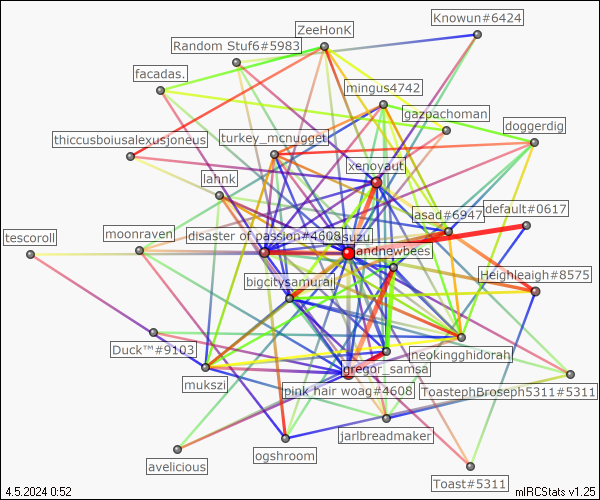 Knowun#6424
ZeeHonK
Random Stuf6#5983
facadas.
mingus4742
gazpachoman
doggerdig
thiccusboiusalexusjoneus
turkey_mcnugget
xenoyaut
lahnk
asad#6947
default#0617
tescoroll
moonraven
disaster of passion#4608
suzu
andnewbees
bigcitysamurai
Heighleaigh#8575
Duck™#9103
neokingghidorah
gregor_samsa
mukszi
pink hair woag#4608
ToastephBroseph5311#5311
jarlbreadmaker
ogshroom
avelicious
Toast#5311
4.5.2024 0:52
mIRCStats v1.25